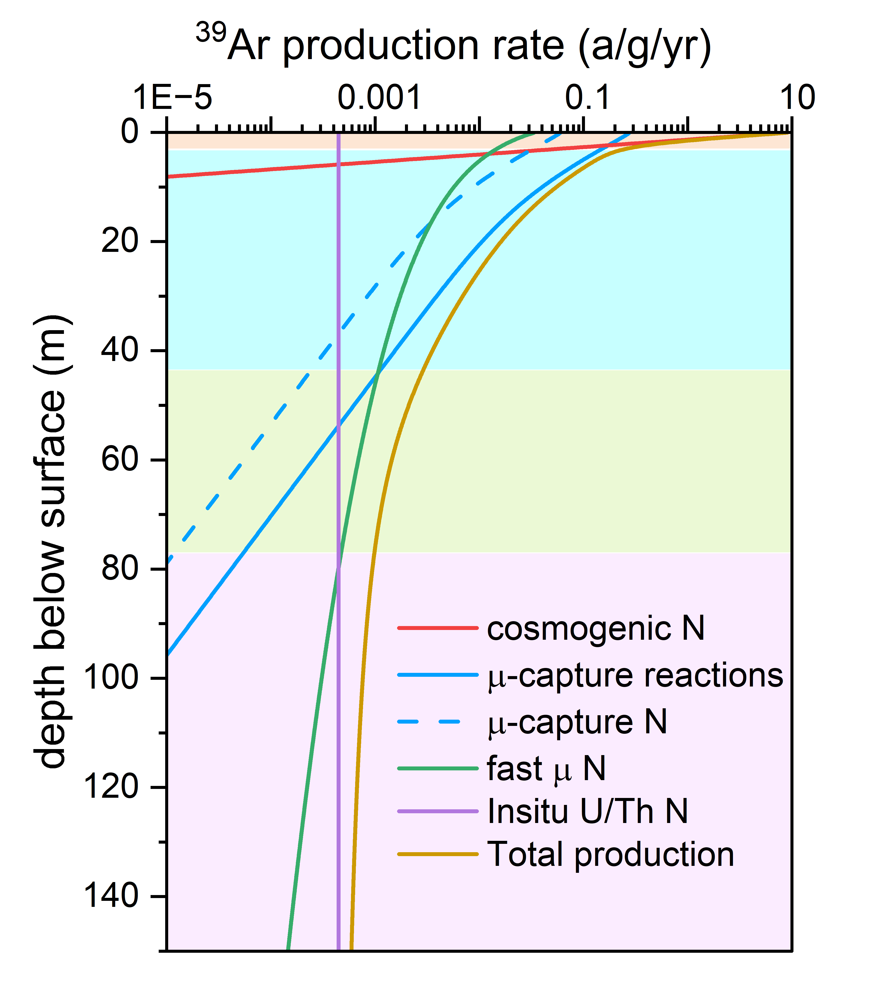 ³⁹Ar production rate (a/g/yr)
1E−5 0.001 0.1 10
0
20
40
60
80
100
120
140
depth below surface (m)
cosmogenic N
μ-capture reactions
μ-capture N
fast μ N
Insitu U/Th N
Total production